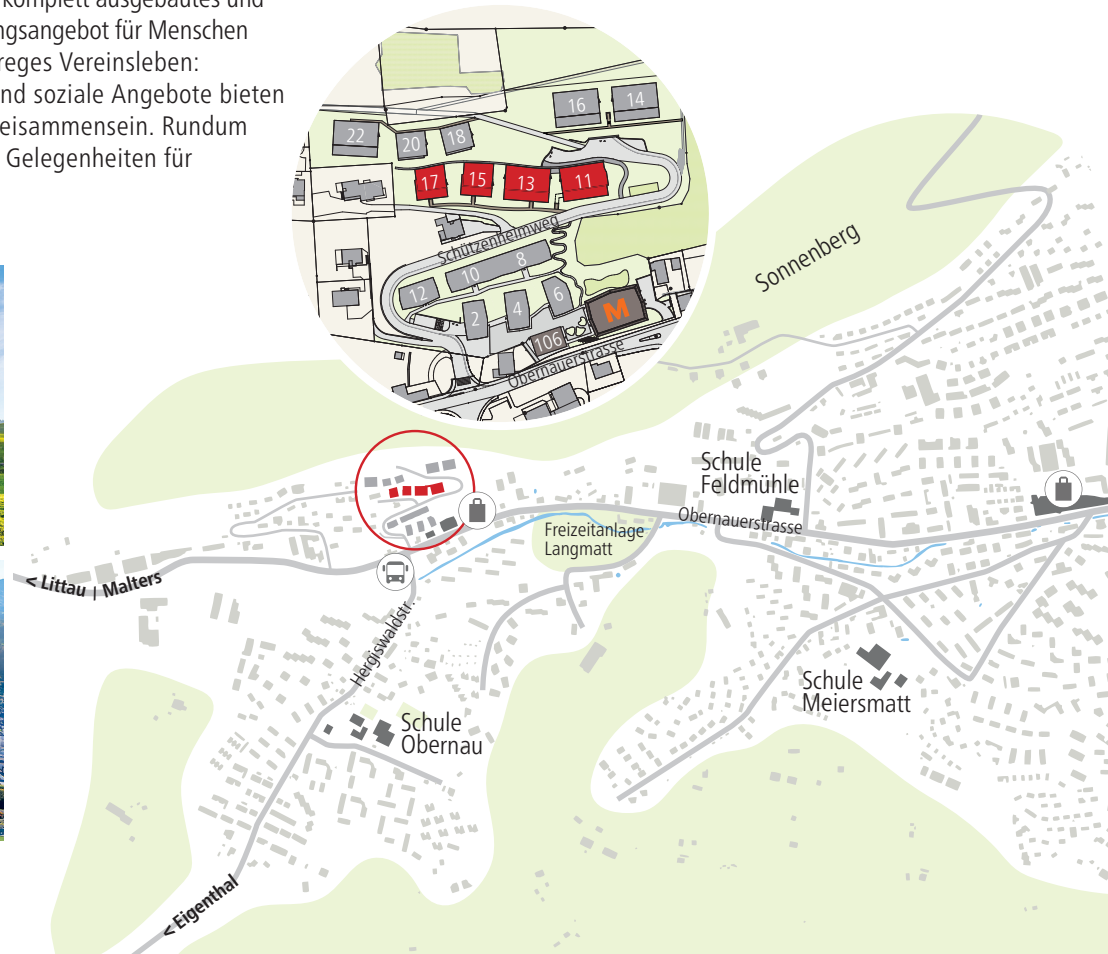 komplett ausgebautes und
ngsangebot für Menschen
reges Vereinsleben:
nd soziale Angebote bieten
eisammensein. Rundum
Gelegenheiten für
16
14
22
20
18
17
15
13
11
Schützenheimweg
8
10
12
6
4
2
M
106
Obernauerstrasse
Sonnenberg
Schule
Feldmühle
Obernauerstrasse
Freizeitanlage
Langmatt
< Littau | Malters
Hergiswaldstr.
Schule
Meiersmatt
Schule
Obernau
< Eigenthal